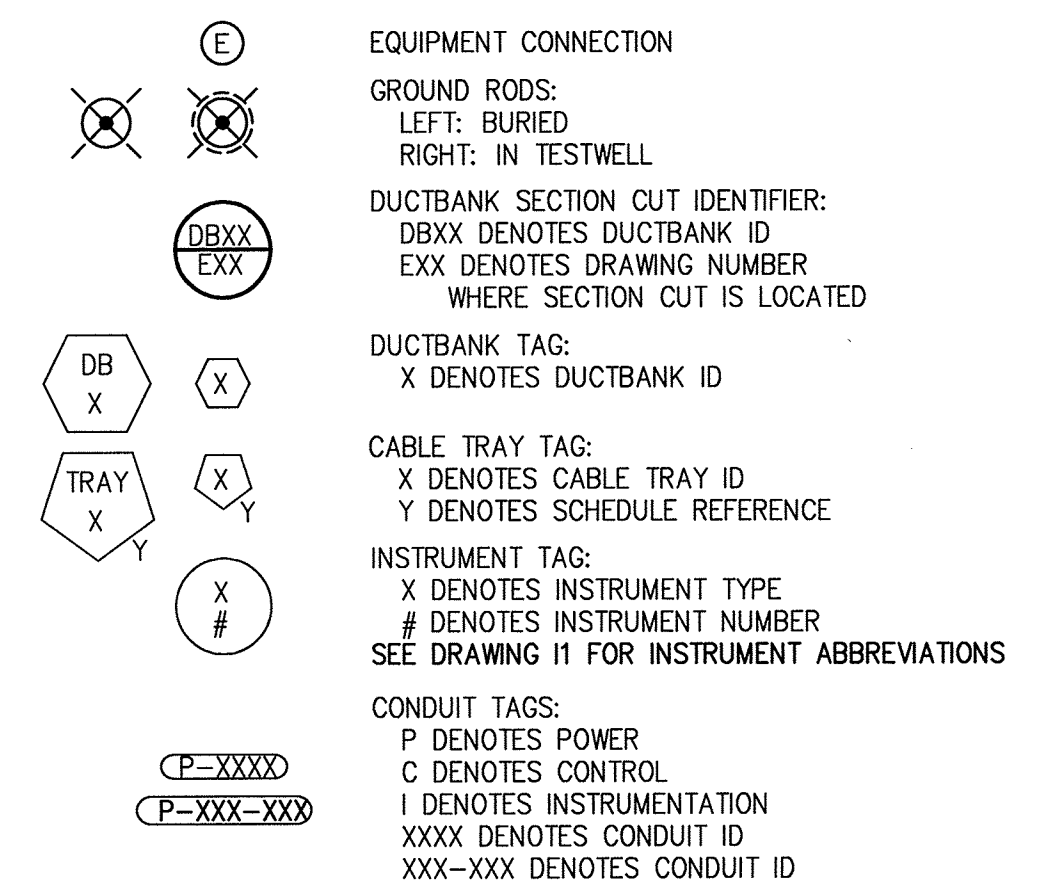 E EQUIPMENT CONNECTION
GROUND RODS:
LEFT: BURIED
RIGHT: IN TESTWELL
DUCTBANK SECTION CUT IDENTIFIER:
DBXX DBXX DENOTES DUCTBANK ID
EXX EXX DENOTES DRAWING NUMBER
WHERE SECTION CUT IS LOCATED
DUCTBANK TAG:
DB
X X X DENOTES DUCTBANK ID
CABLE TRAY TAG:
TRAY X X DENOTES CABLE TRAY ID
X Y Y DENOTES SCHEDULE REFERENCE
Y
INSTRUMENT TAG:
X X DENOTES INSTRUMENT TYPE
# # DENOTES INSTRUMENT NUMBER
SEE DRAWING I1 FOR INSTRUMENT ABBREVIATIONS
CONDUIT TAGS:
P DENOTES POWER
P-XXXX C DENOTES CONTROL
P-XXX-XXX I DENOTES INSTRUMENTATION
XXXX DENOTES CONDUIT ID
XXX-XXX DENOTES CONDUIT ID